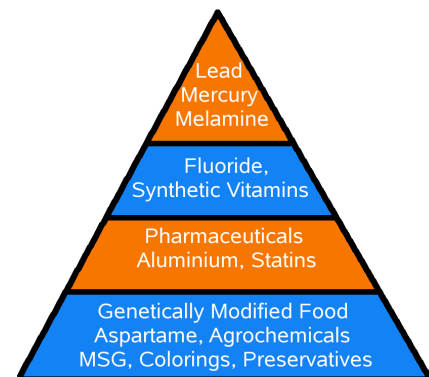 Lead
Mercury
Melamine
Fluoride,
Synthetic Vitamins
Pharmaceuticals
Aluminium, Statins
Genetically Modified Food
Aspartame, Agrochemicals
MSG, Colorings, Preservatives